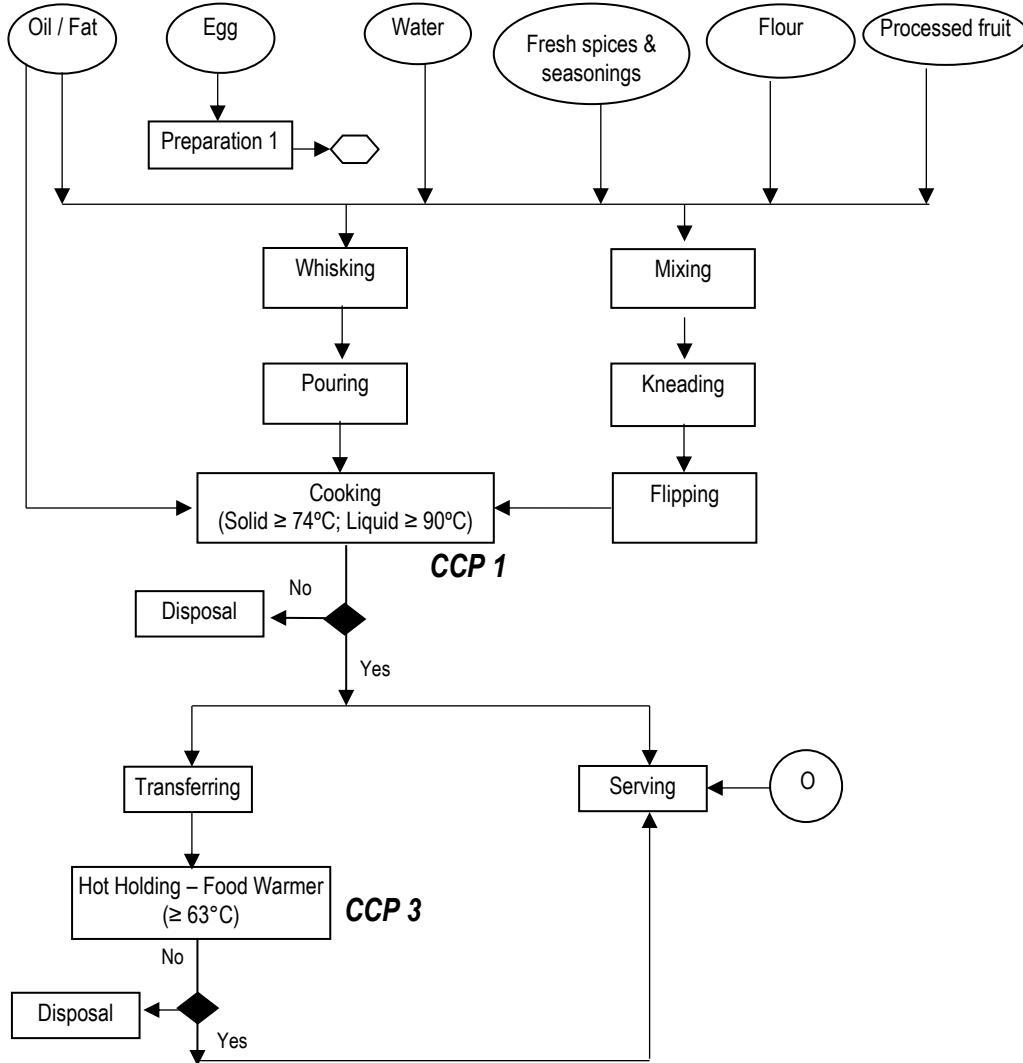 Oil / Fat
Egg
Water
Fresh spices &
seasonings
Flour
Processed fruit
Preparation 1
Whisking
Mixing
Pouring
Kneading
Cooking
(Solid ≥ 74ºC; Liquid ≥ 90ºC)
Flipping
CCP 1
No
Disposal
Yes
Transferring
Serving
O
Hot Holding – Food Warmer
(≥ 63°C)
CCP 3
No
Disposal
Yes